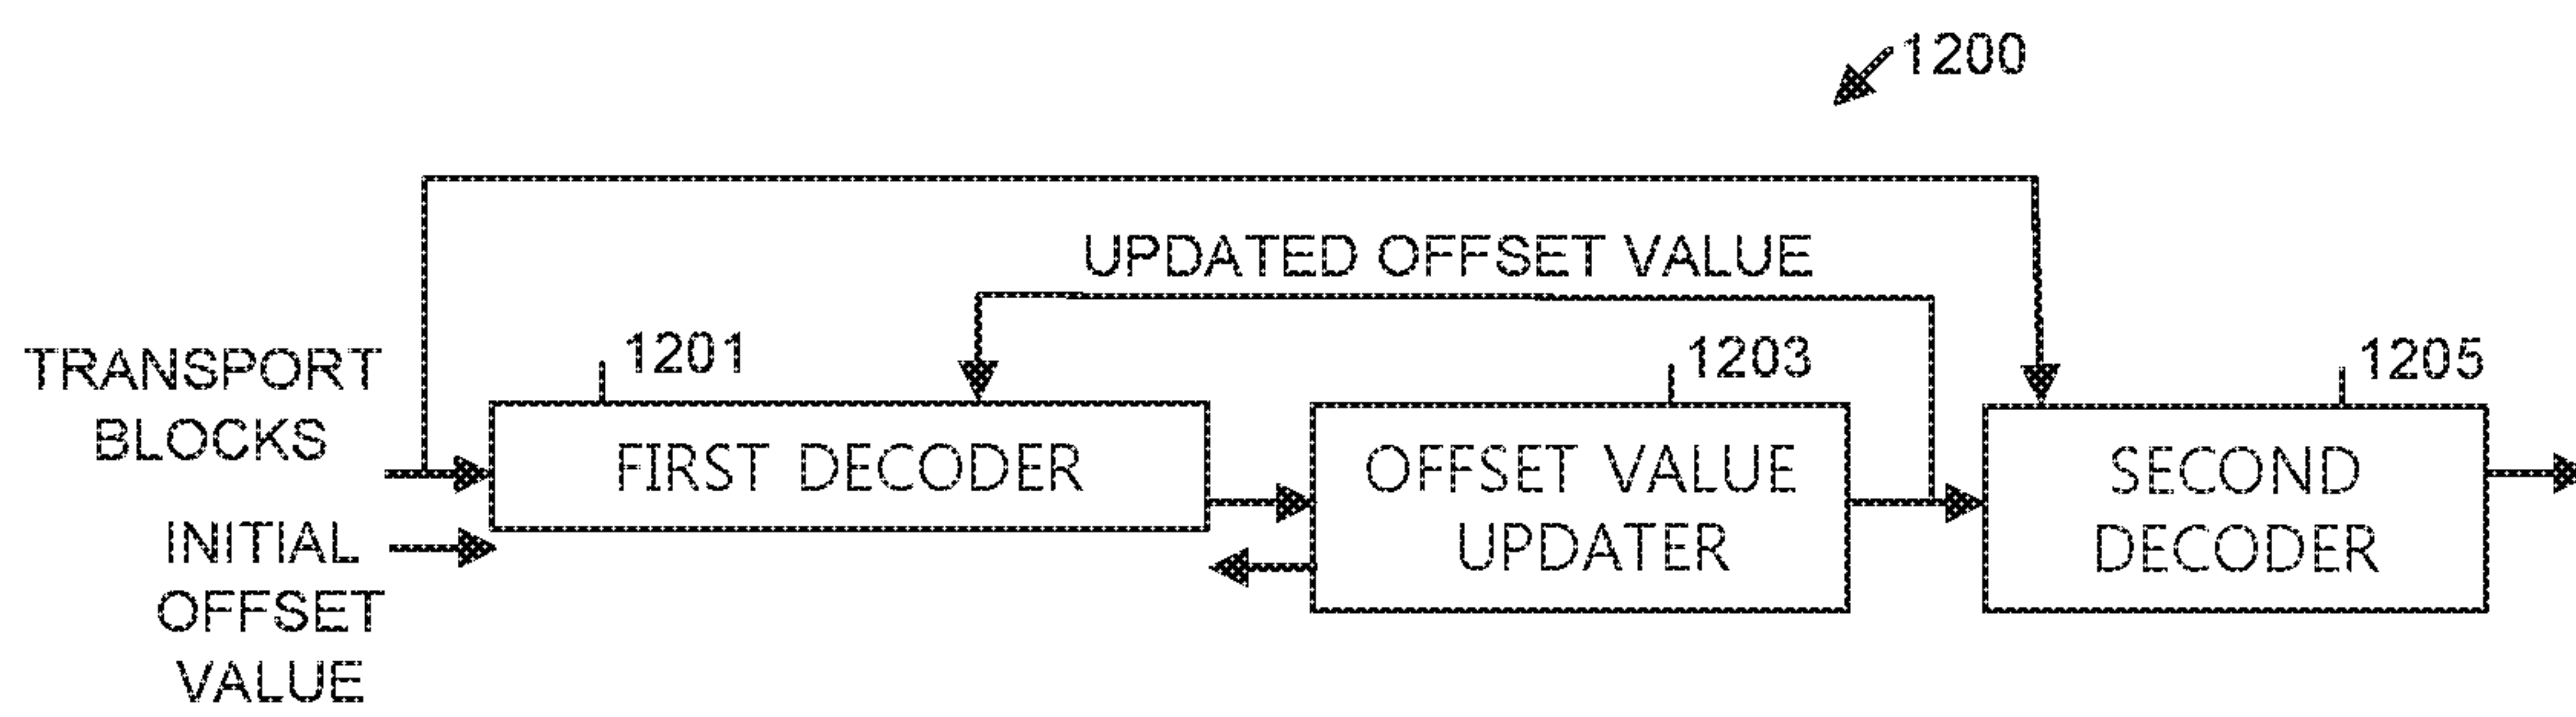 1200
UPDATED OFFSET VALUE
1201
1203
1205
TRANSPORT
BLOCKS
FIRST DECODER
OFFSET VALUE
UPDATER
SECOND
DECODER
INITIAL
OFFSET
VALUE